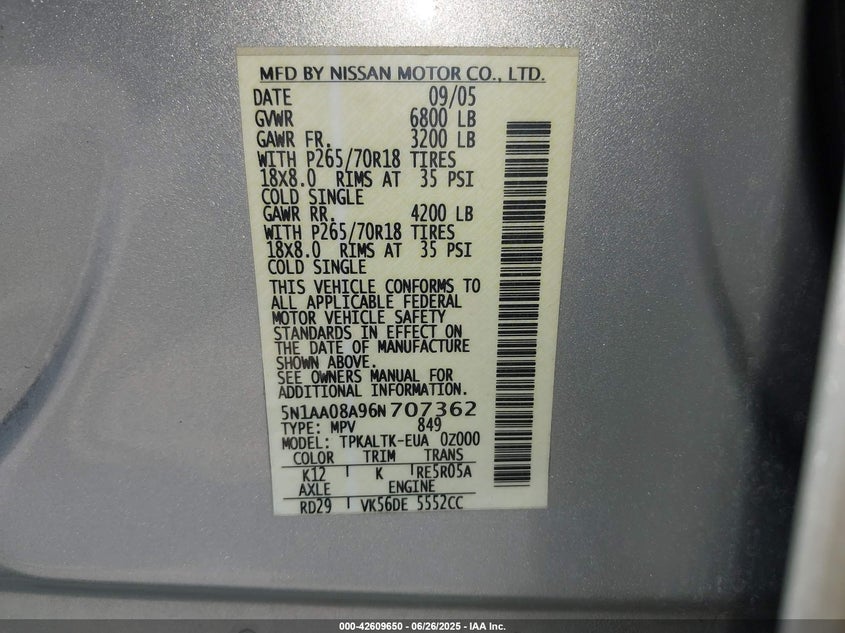 MFD BY NISSAN MOTOR CO., LTD.
DATE 09/05
GVWR 6800 LB
GAWR FR. 3200 LB
WITH P265/70R18 TIRES
18X8.0 RIMS AT 35 PSI
COLD SINGLE
GAWR RR. 4200 LB
WITH P265/70R18 TIRES
18X8.0 RIMS AT 35 PSI
COLD SINGLE
THIS VEHICLE CONFORMS TO
ALL APPLICABLE FEDERAL
MOTOR VEHICLE SAFETY
STANDARDS IN EFFECT ON
THE DATE OF MANUFACTURE
SHOWN ABOVE.
SEE OWNERS MANUAL FOR
ADDITIONAL INFORMATION.
5N1AA08A96N707362
TYPE: MPV 849
MODEL: TPKALTK-EUA 0Z000
COLOR TRIM TRANS
K12 K RE5R05A
AXLE ENGINE
RD29 VK56DE 5552CC
000-42609650 | 06/26/2025 - IAA Inc.